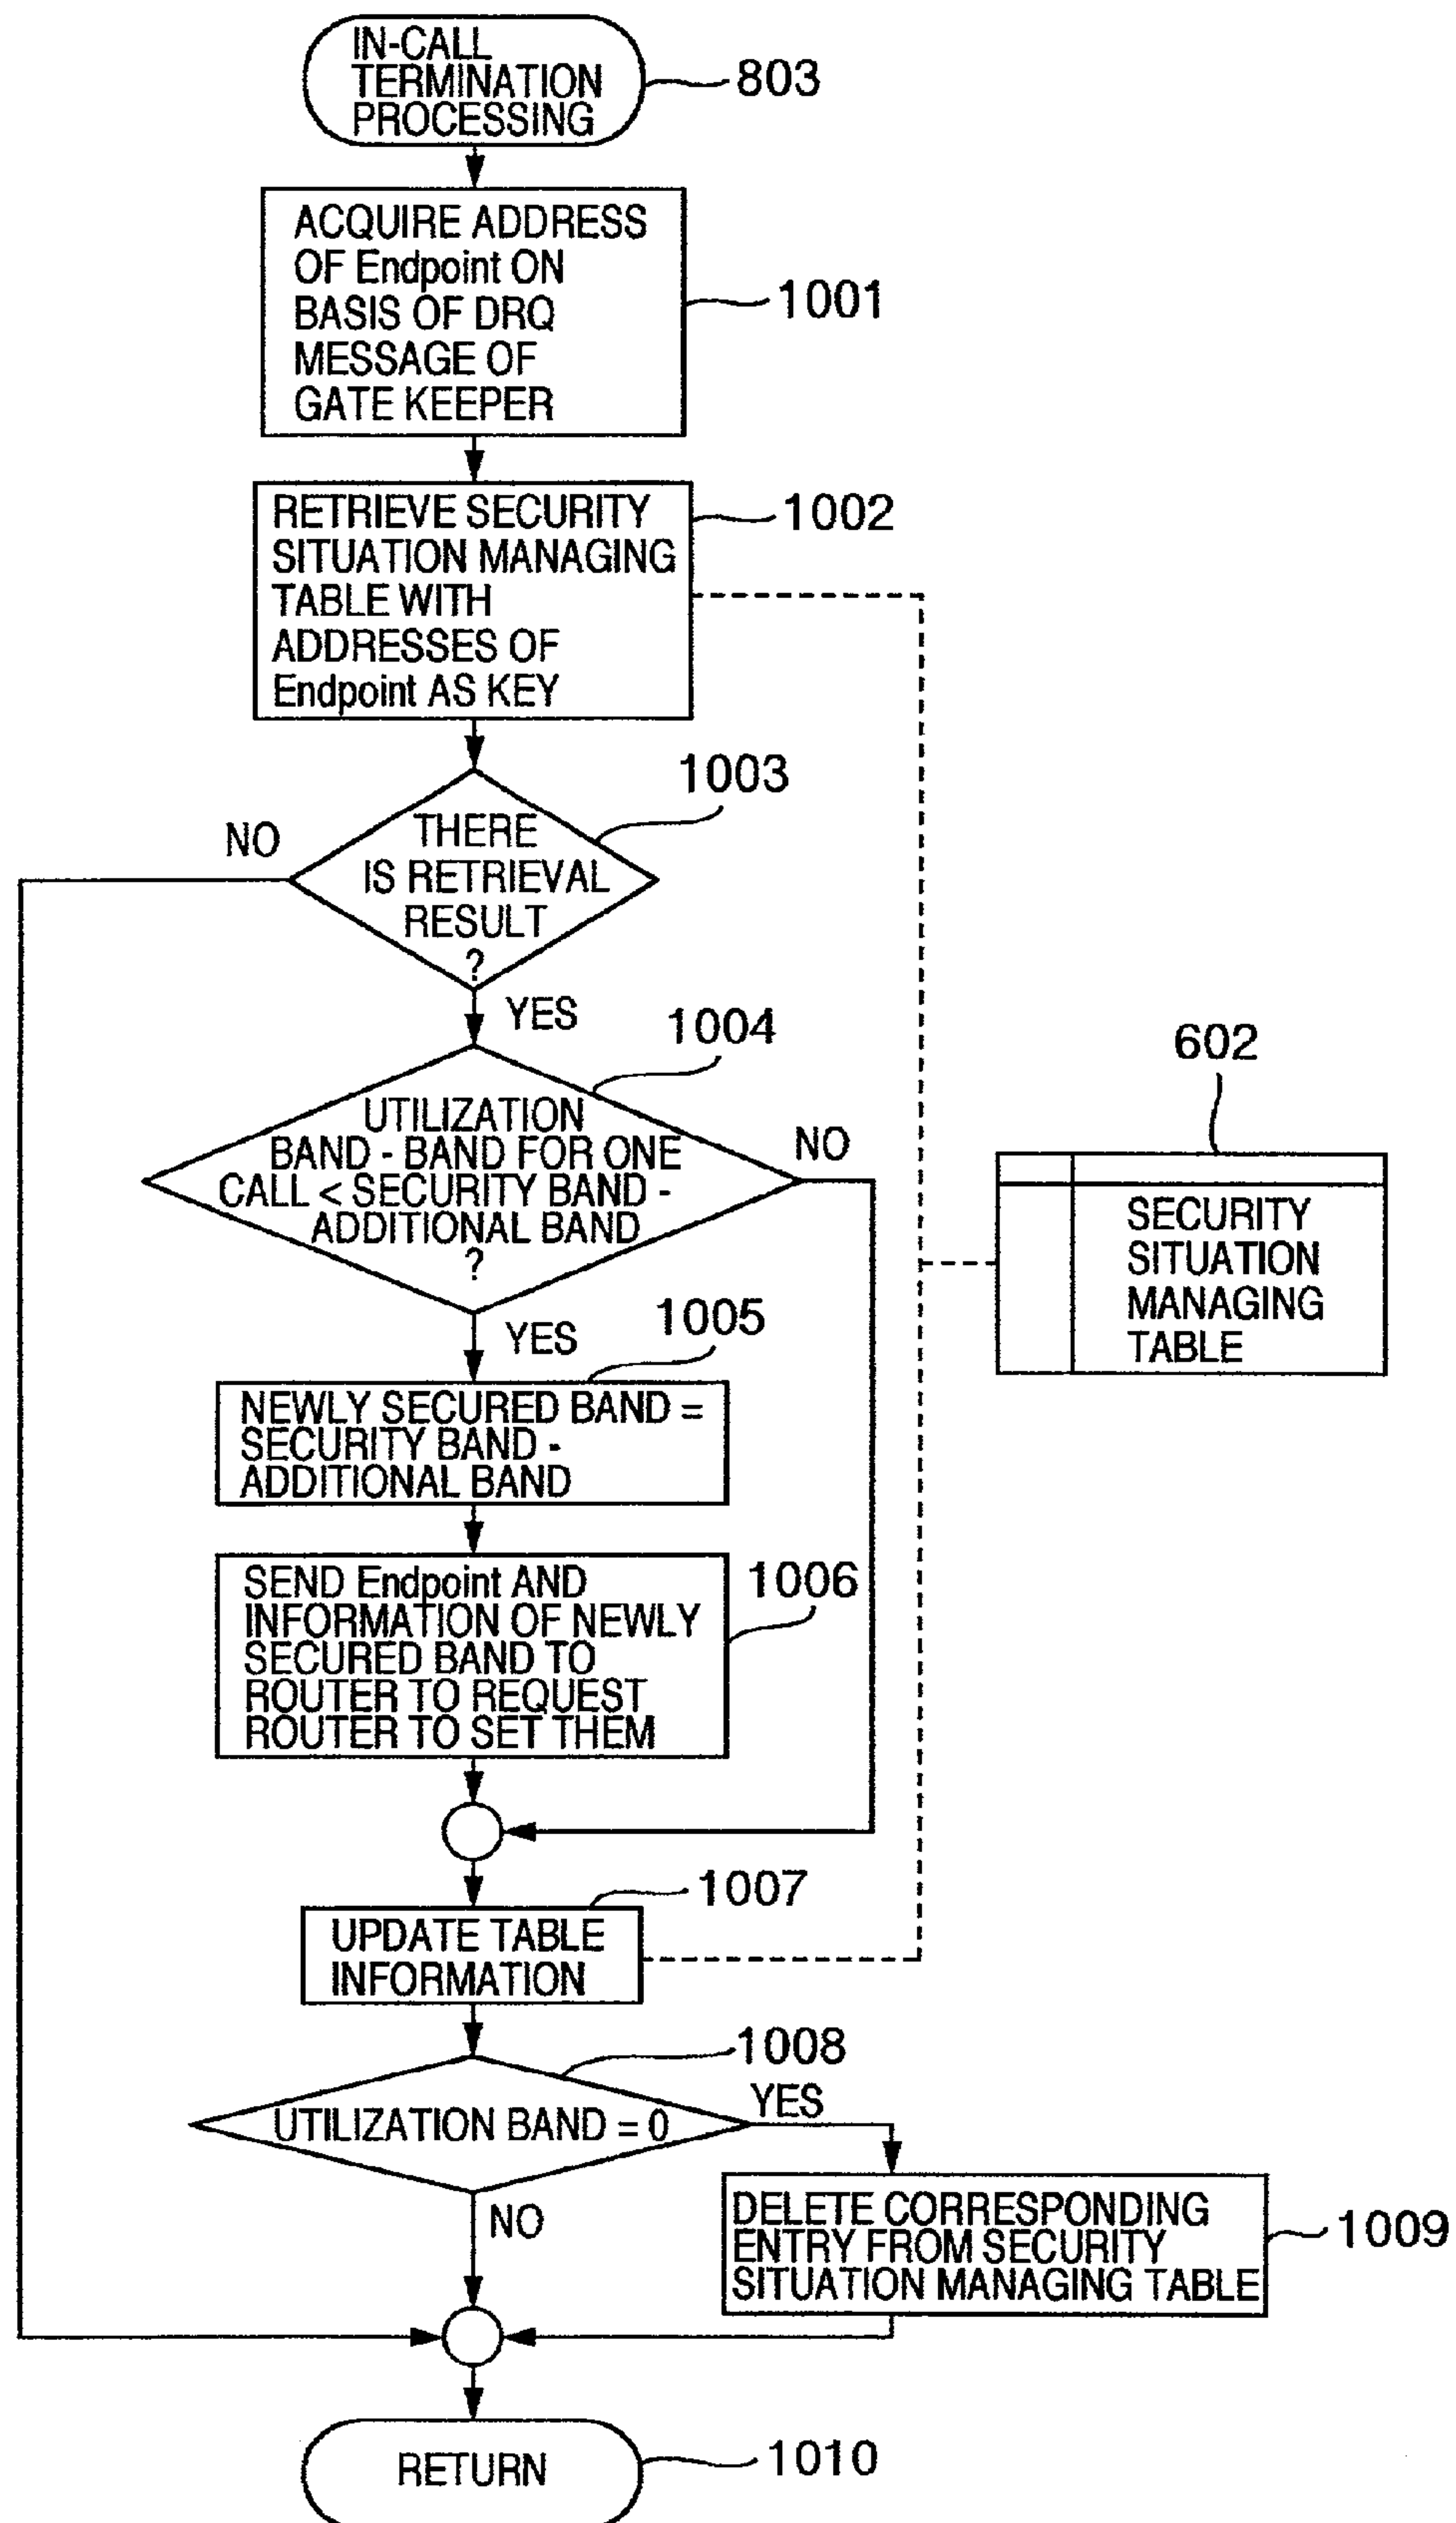 IN-CALL
TERMINATION
PROCESSING
803
ACQUIRE ADDRESS
OF Endpoint ON
BASIS OF DRQ
MESSAGE OF
GATE KEEPER
1001
RETRIEVE SECURITY
SITUATION MANAGING
TABLE WITH
ADDRESSES OF
Endpoint AS KEY
1002
THERE
IS RETRIEVAL
RESULT
?
1003
NO
YES
UTILIZATION
BAND - BAND FOR ONE
CALL < SECURITY BAND -
ADDITIONAL BAND
?
1004
NO
YES
602
SECURITY
SITUATION
MANAGING
TABLE
NEWLY SECURED BAND =
SECURITY BAND -
ADDITIONAL BAND
1005
SEND Endpoint AND
INFORMATION OF NEWLY
SECURED BAND TO
ROUTER TO REQUEST
ROUTER TO SET THEM
1006
UPDATE TABLE
INFORMATION
1007
UTILIZATION BAND = 0
1008
YES
NO
DELETE CORRESPONDING
ENTRY FROM SECURITY
SITUATION MANAGING TABLE
1009
RETURN
1010